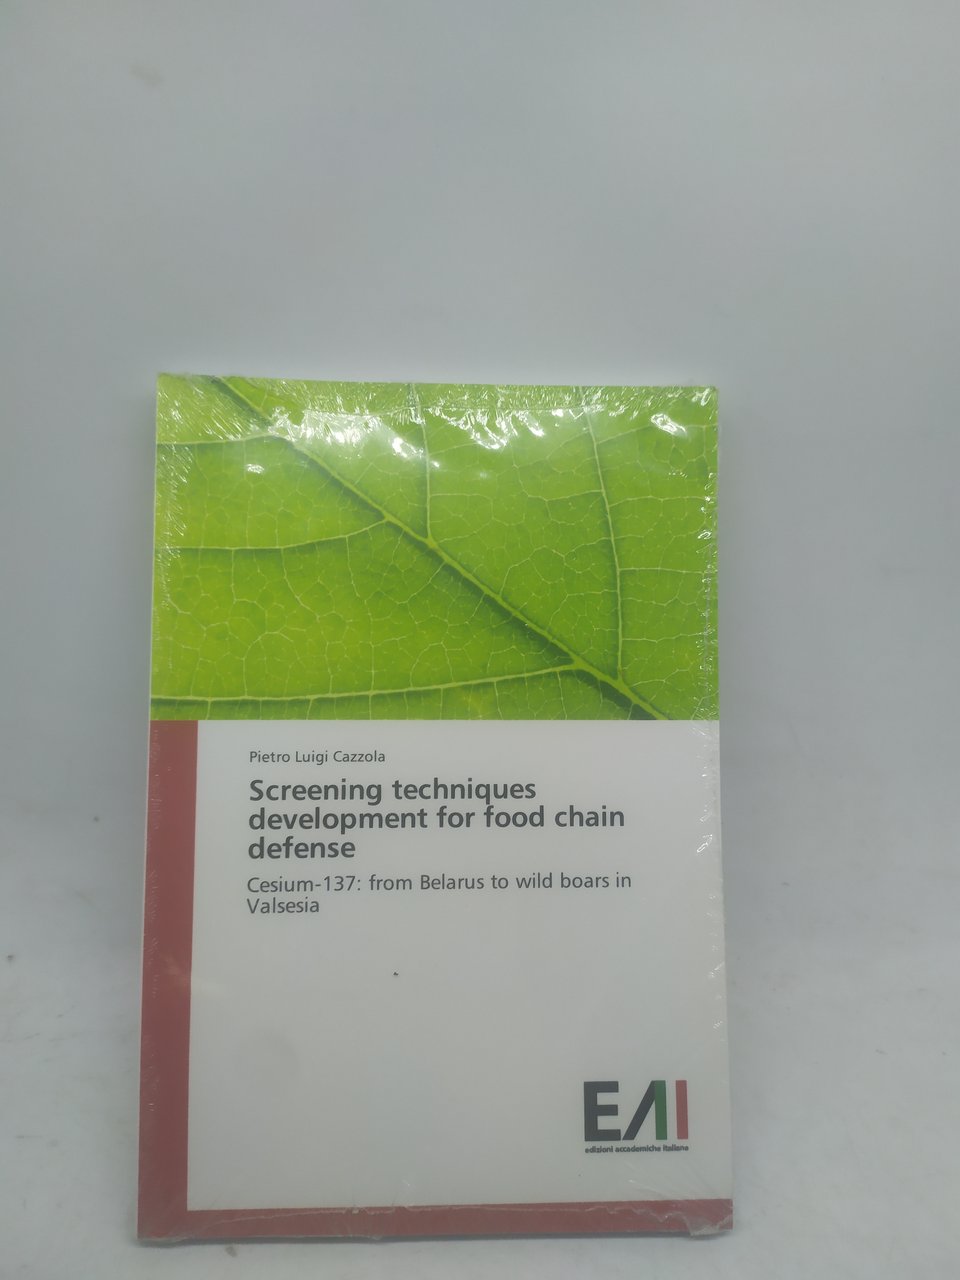 Pietro Luigi Cazzola
Screening techniques
development for food chain
defense
Cesium-137: from Belarus to wild boars in
Valsesia
EAI
edizioni accademiche italiane